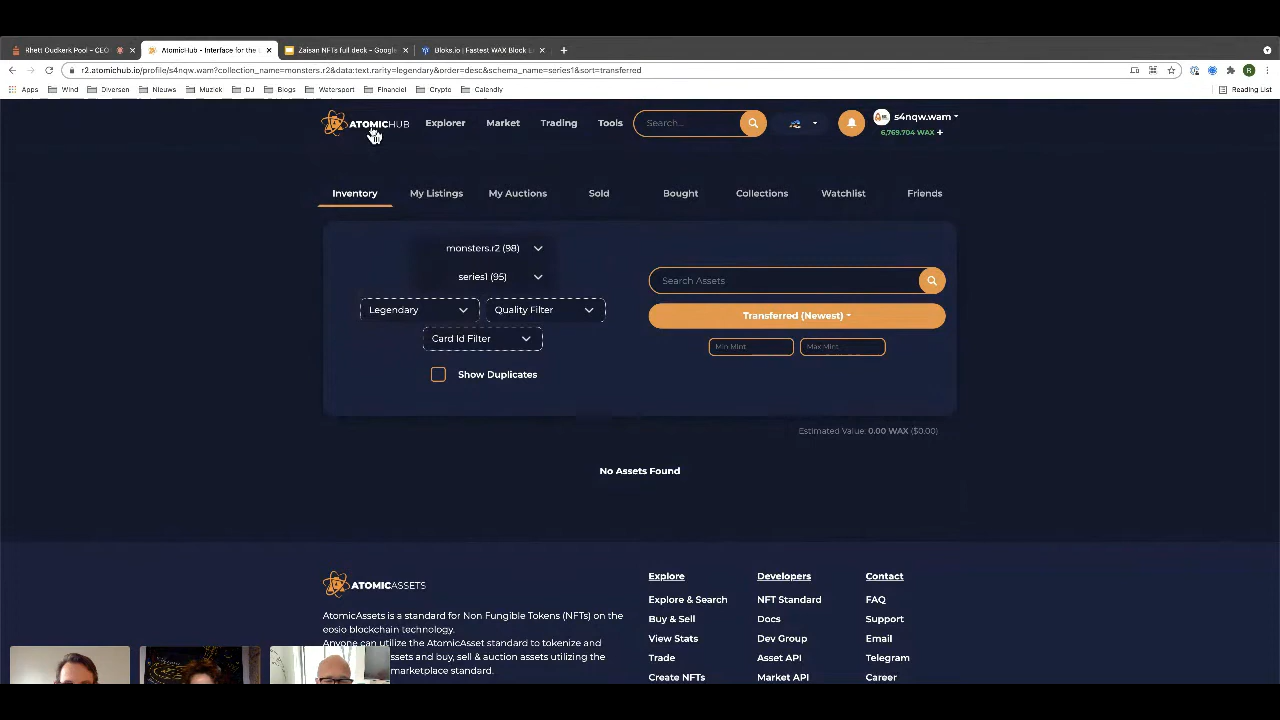 Rhett Oudkerk Pool - CEO
AtomicHub - Interface for the
Zaisan NFTs full deck - Google
Bloks.io | Fastest WAX Block
r2.atomichub.io/profile/s4nqw.wam?collection_name=monsters.r2&data:text.rarity=legendary&order=desc&schema_name=series1&sort=transferred
R
Apps Wind Diversen Nieuws Muziek DJ Blogs Watersport Financiel Crypto Calendly Reading List
ATOMICHUB Explorer Market Trading Tools Search... s4nqw.wam
6,769.704 WAX +
Inventory My Listings My Auctions Sold Bought Collections Watchlist Friends
monsters.r2 (98)
series1 (95)
Legendary Quality Filter
Card Id Filter
Show Duplicates
Search Assets
Transferred (Newest)
Min Mint Max Mint
Estimated Value: 0.00 WAX ($0.00)
No Assets Found
ATOMICASSETS
AtomicAssets is a standard for Non Fungible Tokens (NFTs) on the
eosio blockchain technology.
Anyone can utilize the AtomicAsset standard to tokenize and
assets and buy, sell & auction assets utilizing the
marketplace standard.
Explore
Explore & Search
Buy & Sell
View Stats
Trade
Create NFTs
Developers
NFT Standard
Docs
Dev Group
Asset API
Market API
Contact
FAQ
Support
Email
Telegram
Career